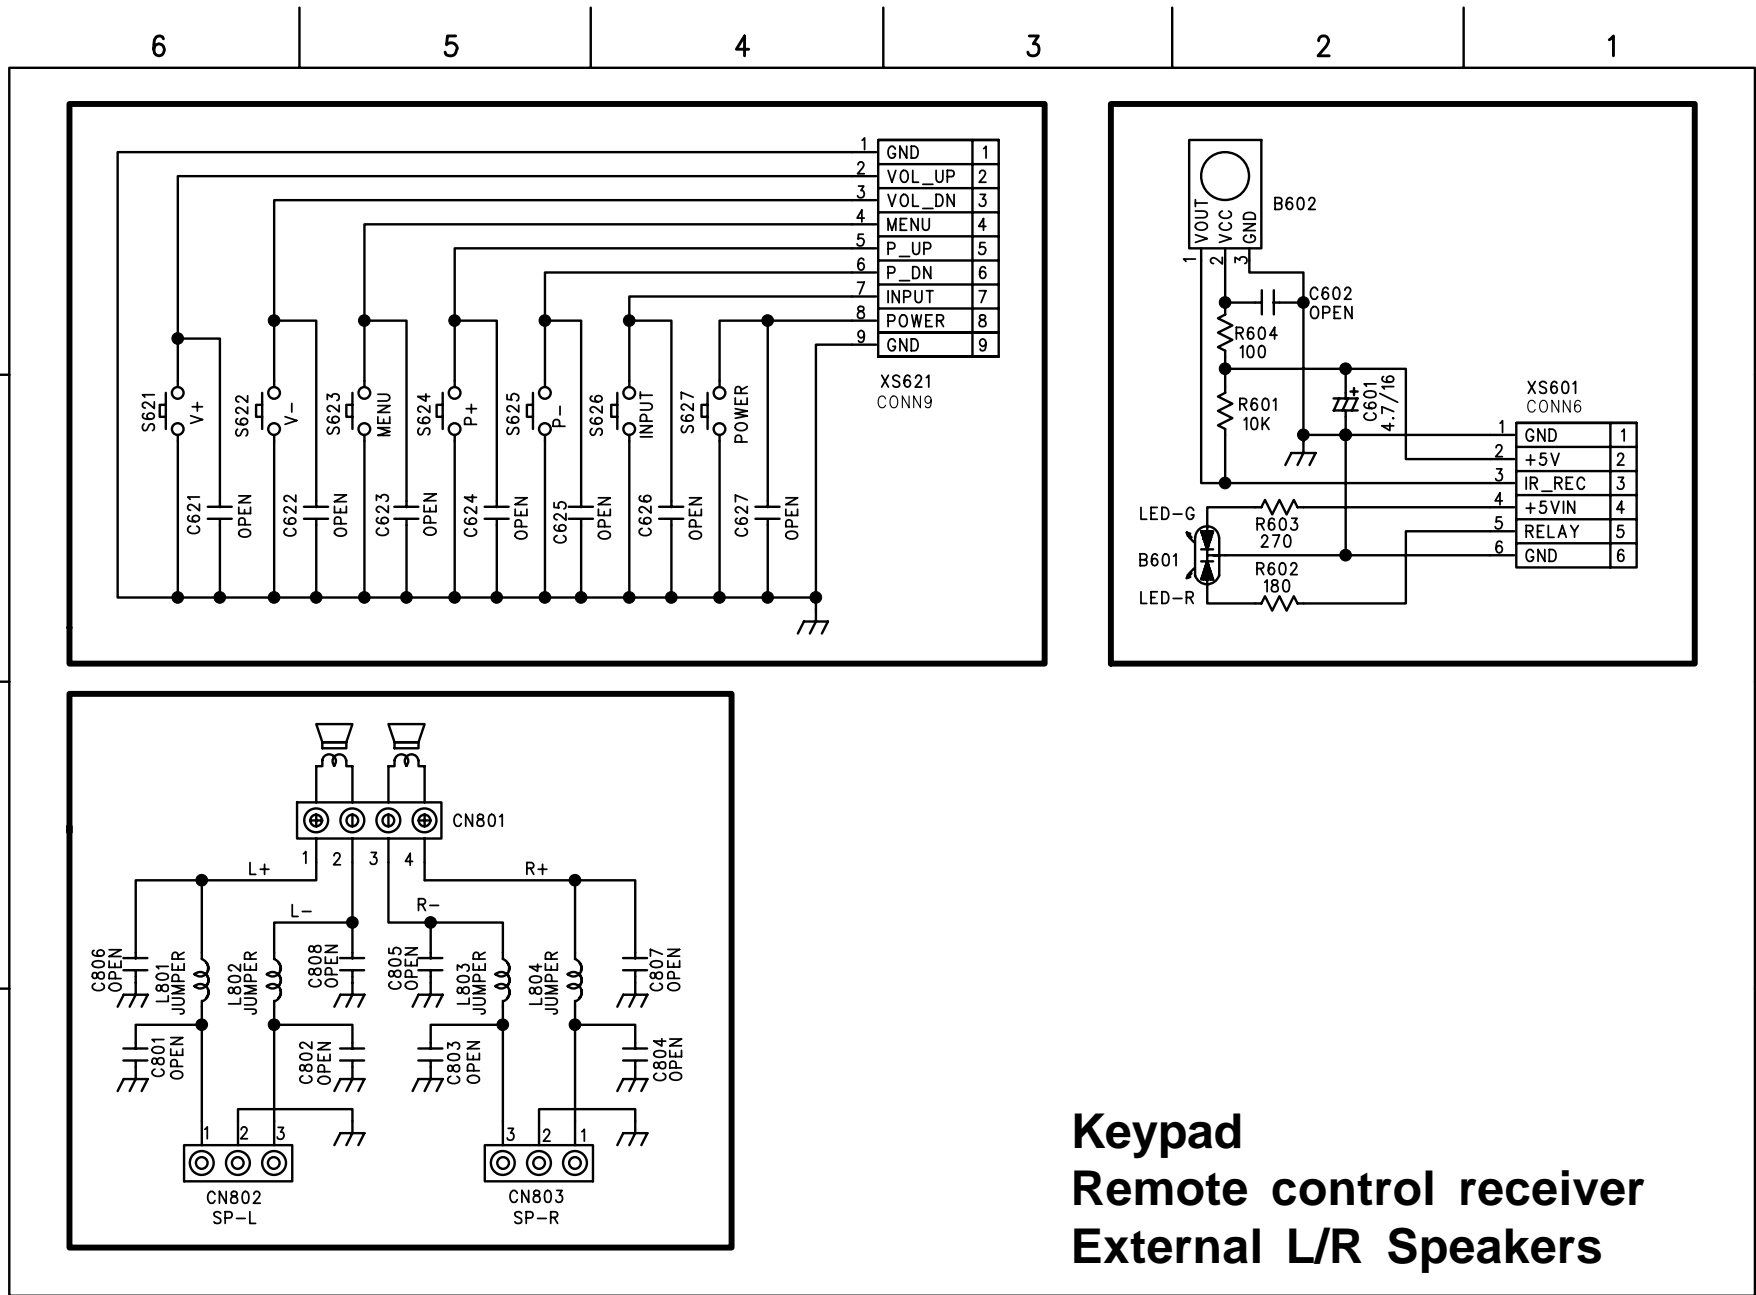 6 5 4 3 2 1
1 GND 1
2 VOL_UP 2
3 VOL_DN 3
4 MENU 4
5 P_UP 5
6 P_DN 6
7 INPUT 7
8 POWER 8
9 GND 9
XS621
CONN9
S621 V+
S622 V-
S623 MENU
S624 P+
S625 P-
S626 INPUT
S627 POWER
C621 OPEN
C622 OPEN
C623 OPEN
C624 OPEN
C625 OPEN
C626 OPEN
C627 OPEN
B602
VOUT VCC GND
1 2 3
C602
OPEN
R604
100
R601
10K
C601
4.7/16
XS601
CONN6
1 GND 1
2 +5V 2
3 IR_REC 3
4 +5VIN 4
5 RELAY 5
6 GND 6
LED-G
R603
270
B601
R602
180
LED-R
CN801
1 2 3 4
L+ R+
L- R-
C806
OPEN
L801
JUMPER
L802
JUMPER
C808
OPEN
C805
OPEN
L803
JUMPER
L804
JUMPER
C807
OPEN
C801
OPEN
C802
OPEN
C803
OPEN
C804
OPEN
1 2 3
3 2 1
CN802
SP-L
CN803
SP-R
Keypad
Remote control receiver
External L/R Speakers